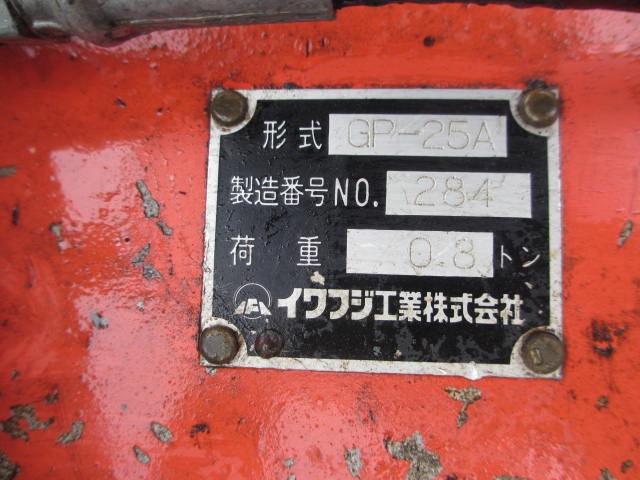 形式 GP-25A
製造番号NO. 284
荷重 0.8トン
イワフジ工業株式会社